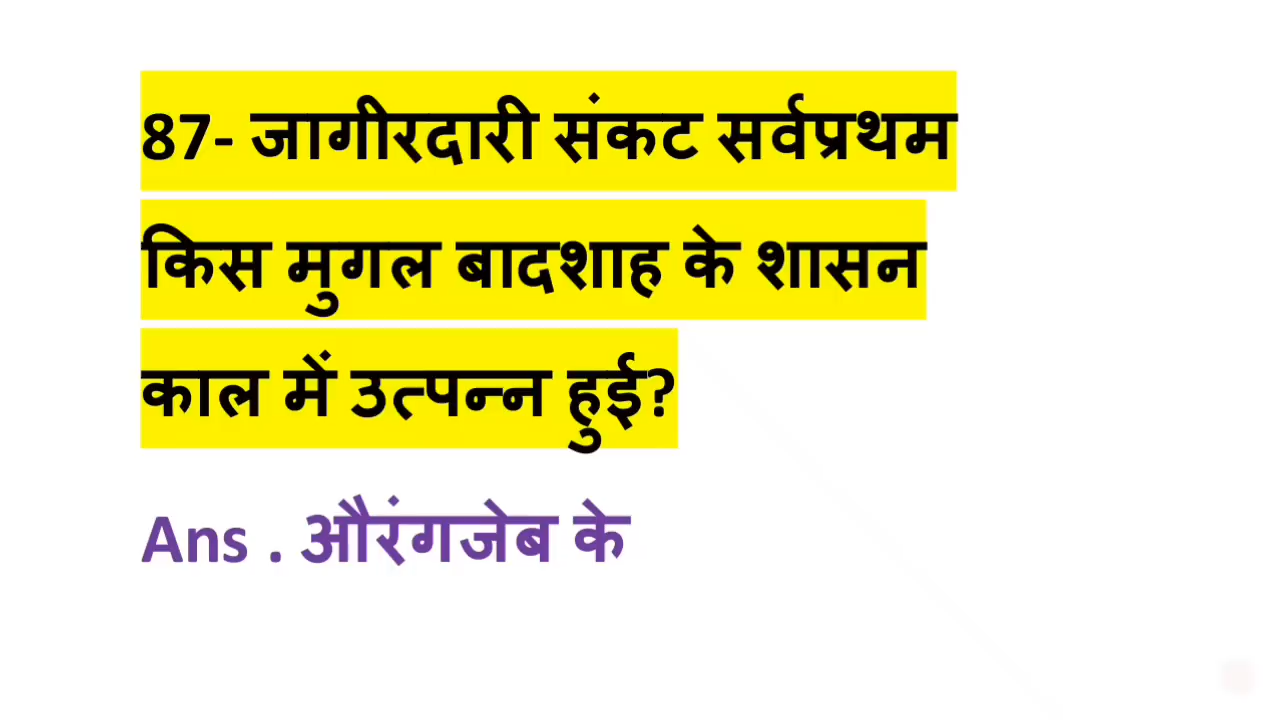 87- जागीरदारी संकट सर्वप्रथम
किस मुगल बादशाह के शासन
काल में उत्पन्न हुई?
Ans . औरंगजेब के